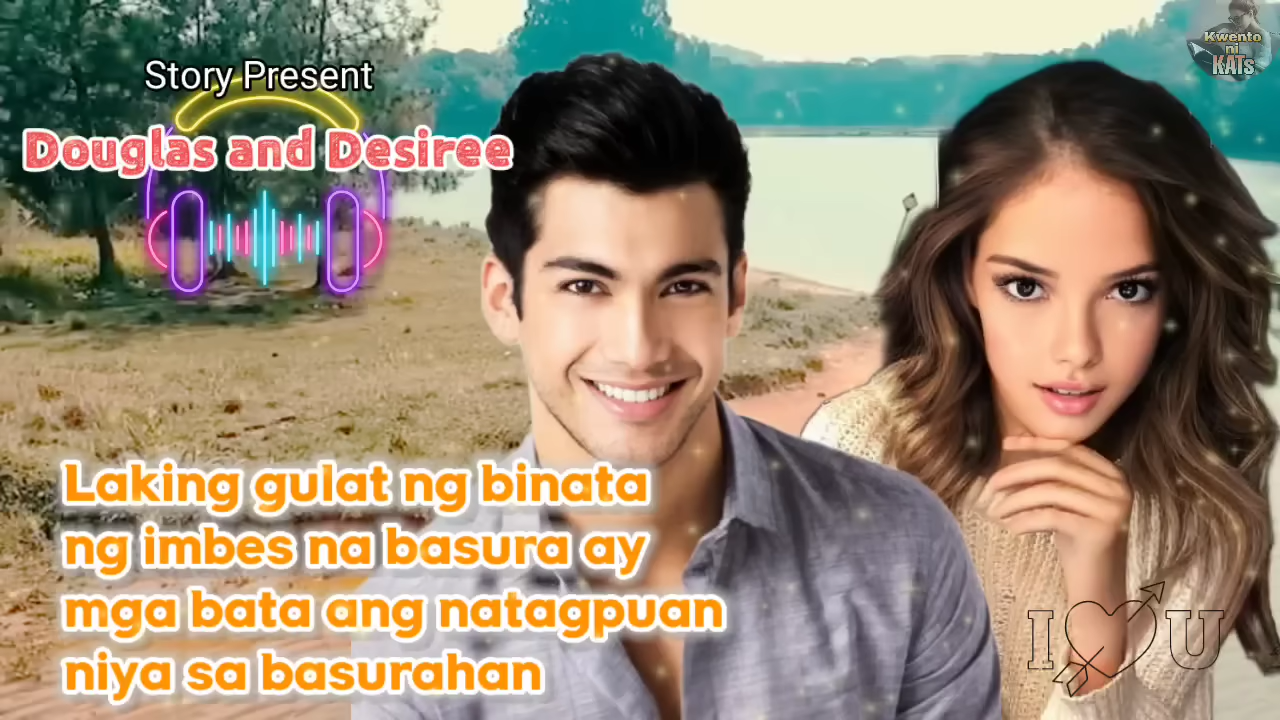 Story Present
Douglas and Desiree
Kwento
ni
KATs
Laking gulat ng binata
ng imbes na basura ay
mga bata ang natagpuan
niya sa basurahan
I U